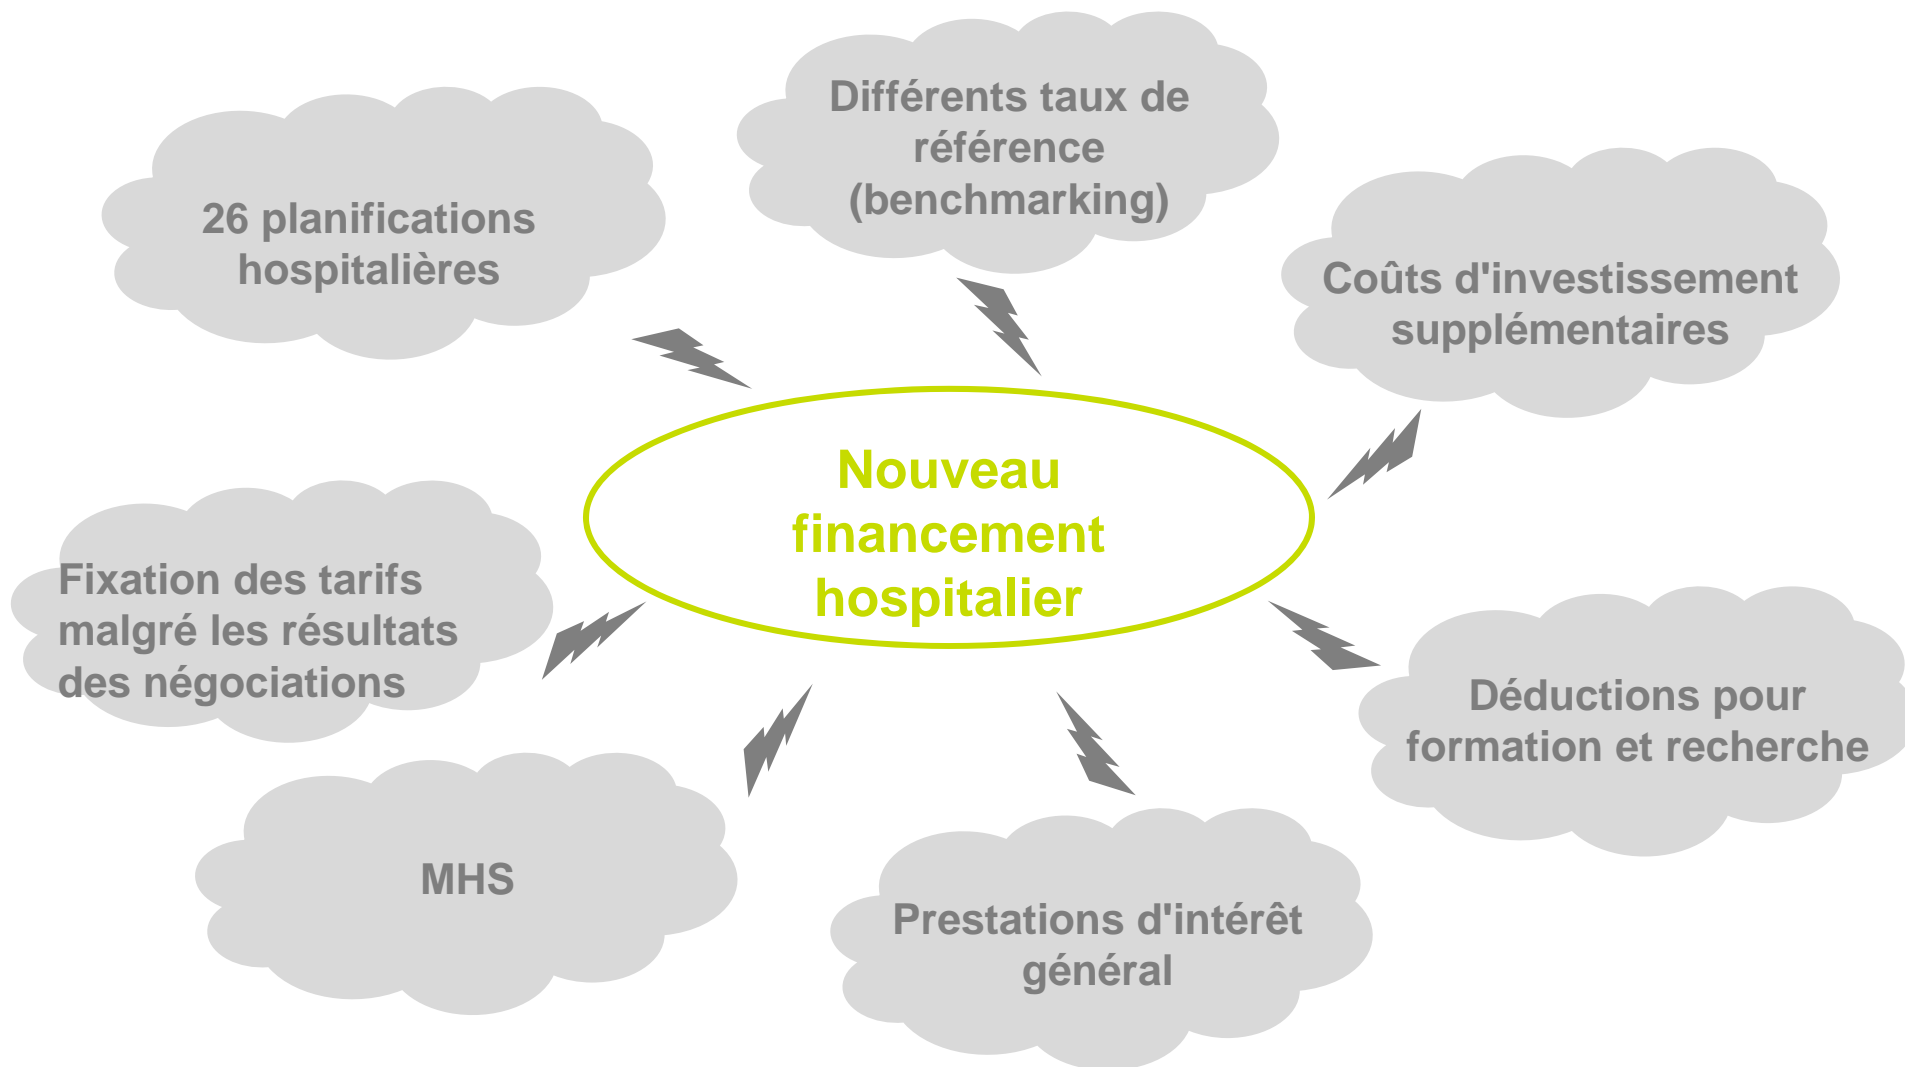 Différents taux de
référence
(benchmarking)
26 planifications
hospitalières
Coûts d'investissement
supplémentaires
Nouveau
financement
hospitalier
Fixation des tarifs
malgré les résultats
des négociations
Déductions pour
formation et recherche
MHS
Prestations d'intérêt
général